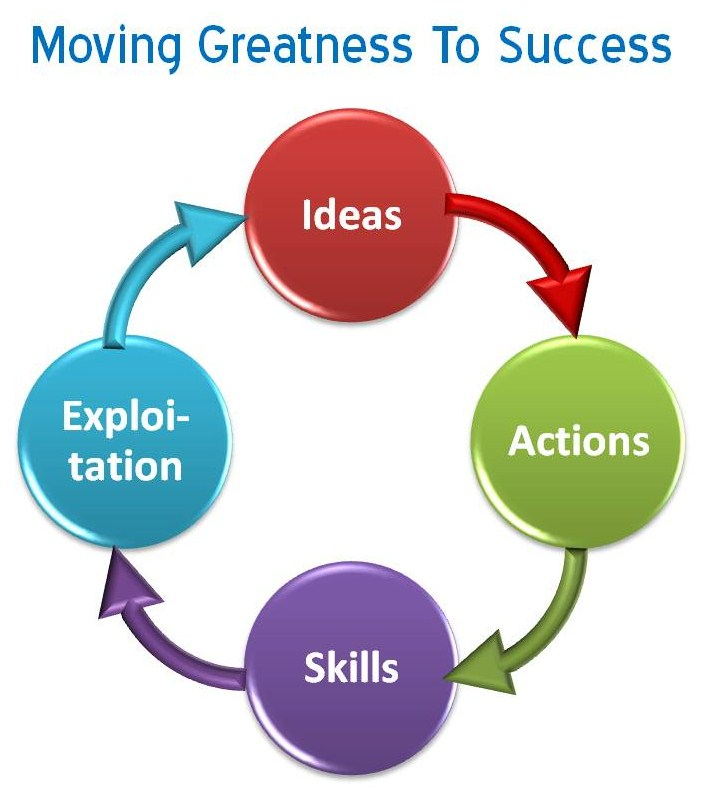 Moving Greatness To Success
Ideas
Actions
Skills
Exploi-
tation